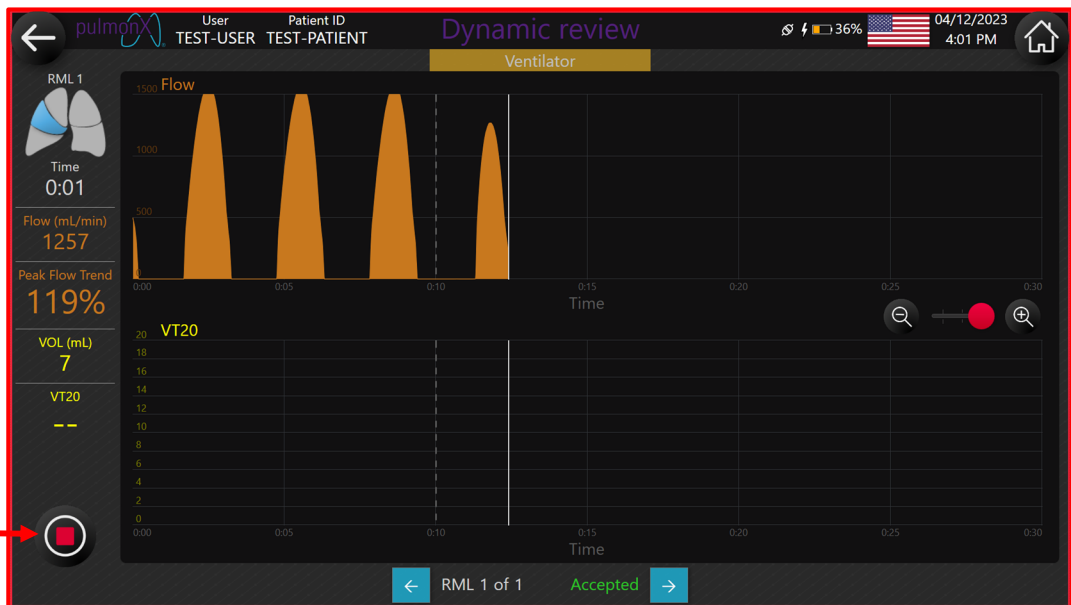 pulmonx
User
TEST-USER
Patient ID
TEST-PATIENT
Dynamic review
36%
04/12/2023
4:01 PM
Ventilator
RML 1
Time
0:01
Flow (mL/min)
1257
Peak Flow Trend
119%
VOL (mL)
7
VT20
--
Flow
1500
1000
500
0
0:00 0:05 0:10 0:15 0:20 0:25 0:30
Time
VT20
20
18
16
14
12
10
8
6
4
2
0
0:00 0:05 0:10 0:15 0:20 0:25 0:30
Time
RML 1 of 1 Accepted